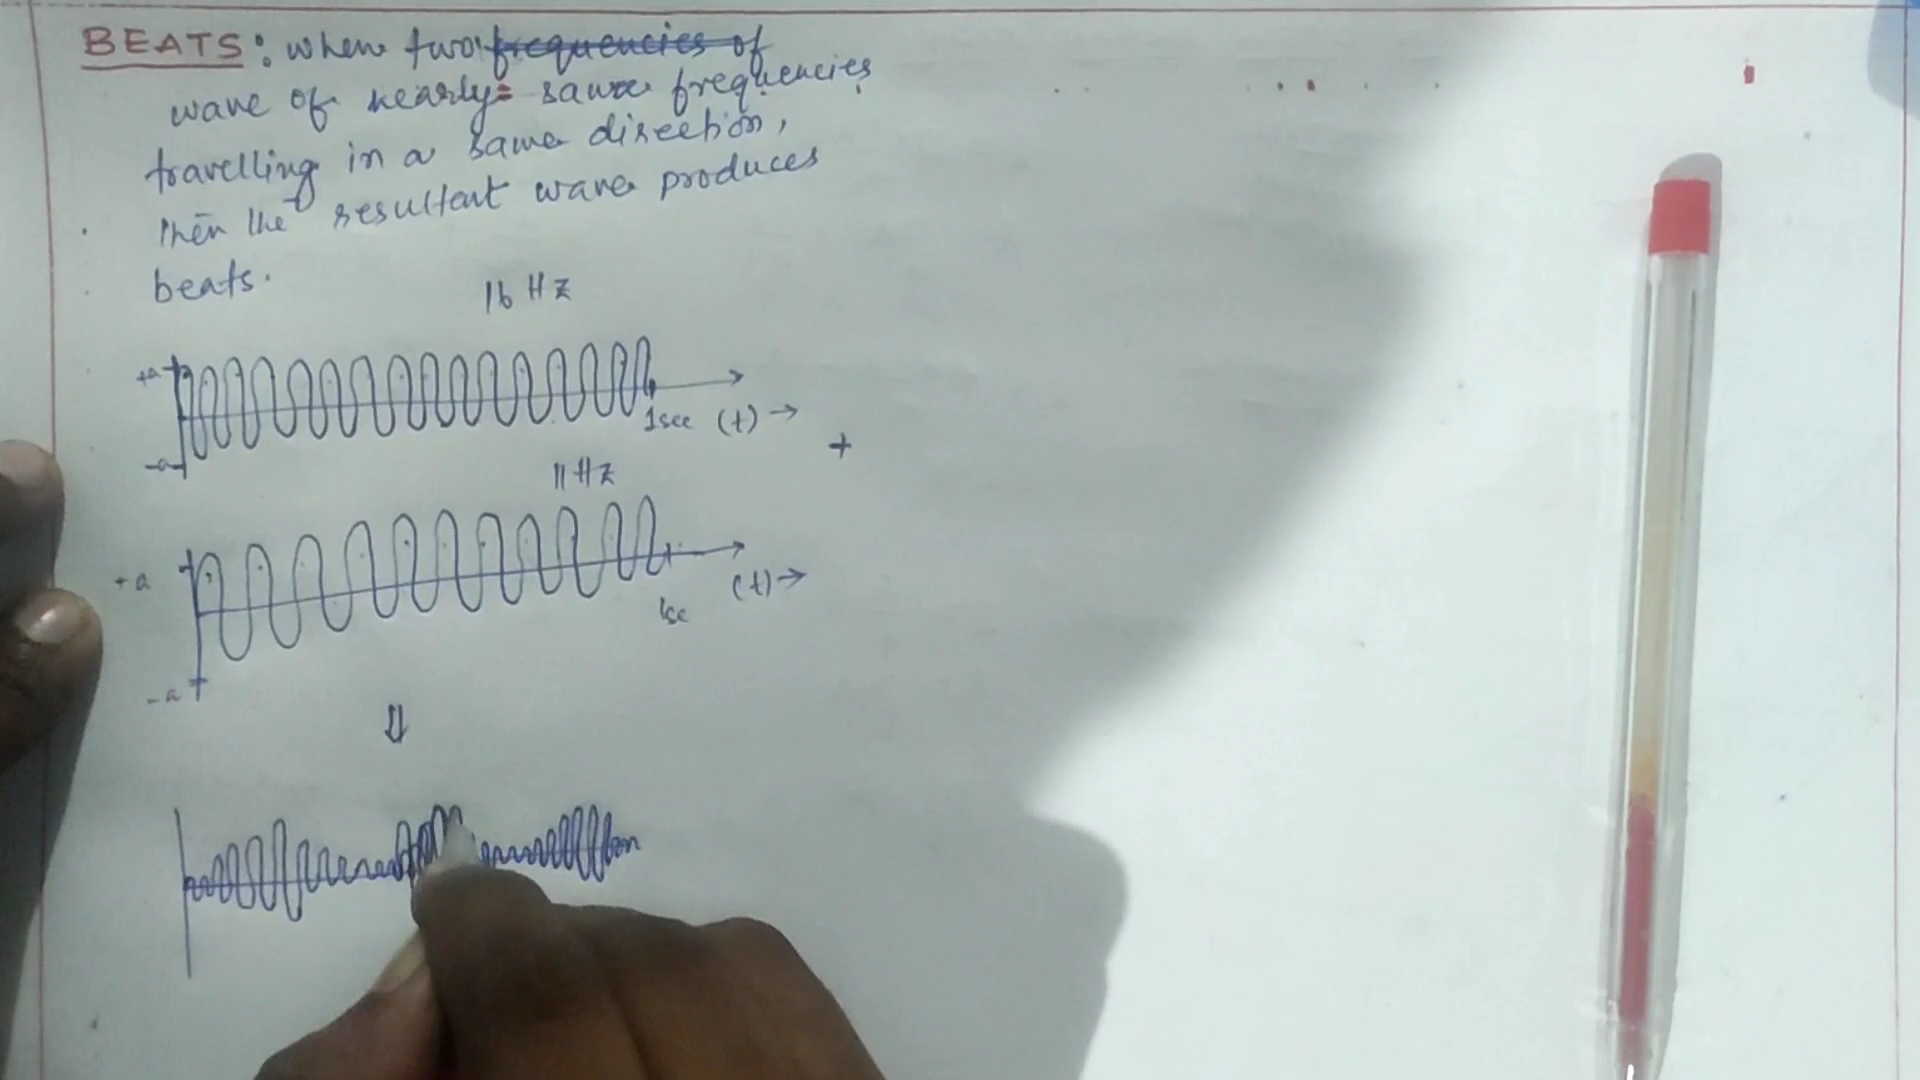 BEATS: when two frequencies of
wave of nearly= same frequencies
travelling in a same direction,
then the resultant wave produces
beats.
16 Hz
+a
1sec (t) →
-a
+
11 Hz
+a
(t) →
1sc
-a
⇓